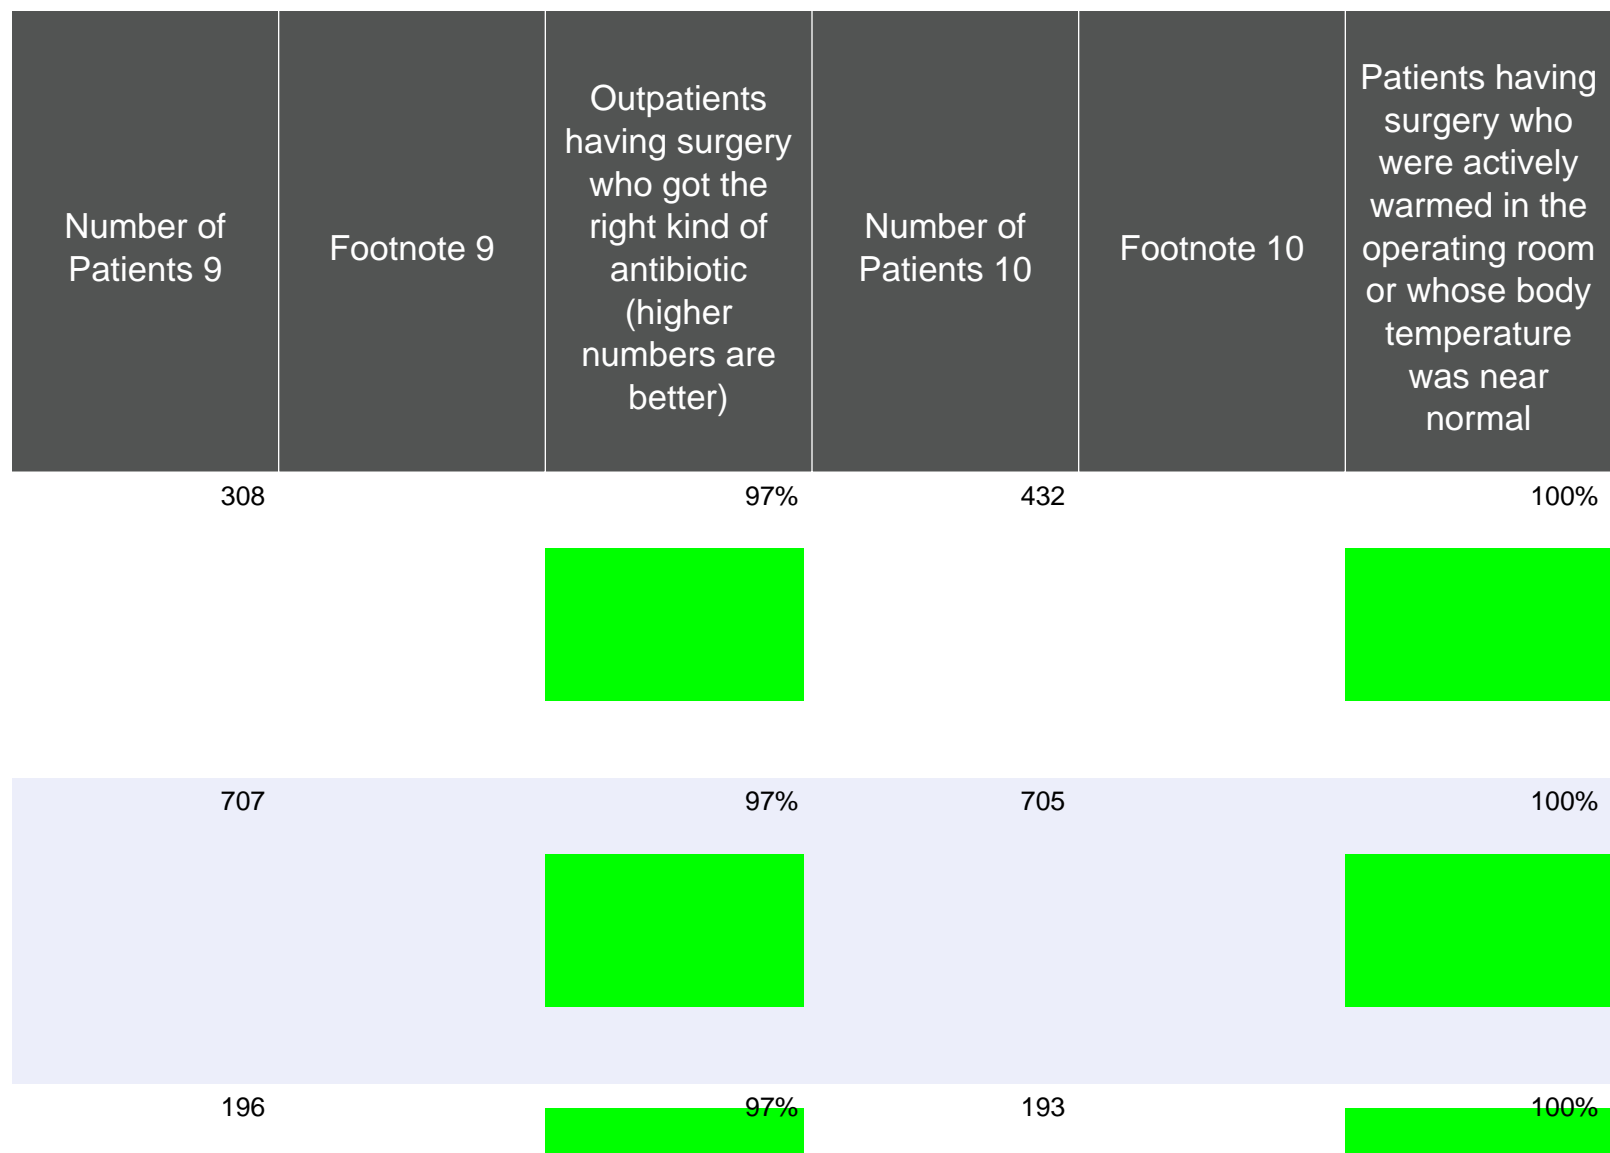 Number of
Patients 9
Footnote 9
Outpatients
having surgery
who got the
right kind of
antibiotic
(higher
numbers are
better)
Number of
Patients 10
Footnote 10
Patients having
surgery who
were actively
warmed in the
operating room
or whose body
temperature
was near
normal
308 97% 432 100%
707 97% 705 100%
196 97% 193 100%